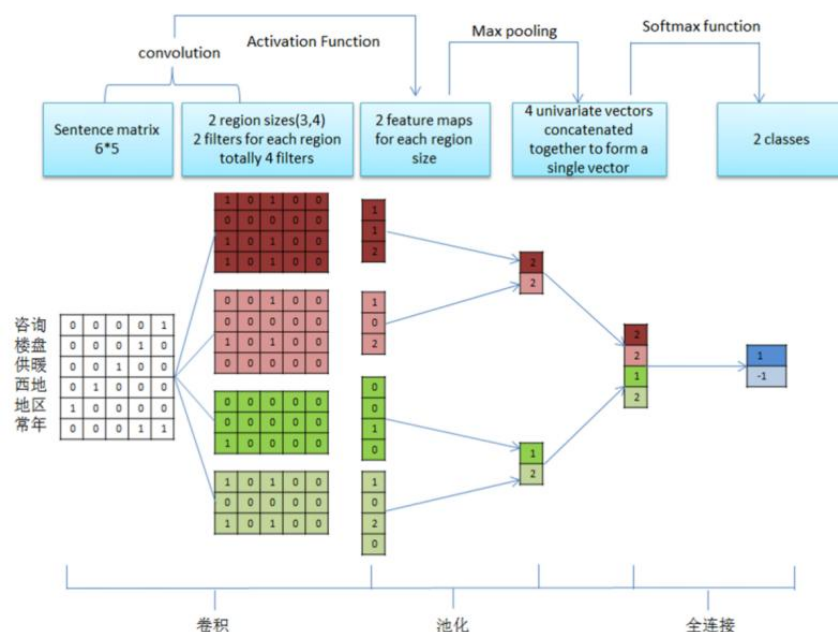 Activation Function
Max pooling
Softmax function
convolution
Sentence matrix
6*5
2 region sizes(3,4)
2 filters for each region
totally 4 filters
2 feature maps
for each region
size
4 univariate vectors
concatenated
together to form a
single vector
2 classes
1 0 1 0 0
0 0 0 0 0
1 0 1 0 0
1 0 1 0 0
1
1
2
2
2
0 0 1 0 0
0 0 0 0 0
1 0 1 0 0
0 0 0 0 0
1
0
2
咨询 0 0 0 0 1
楼盘 0 0 0 1 0
供暖 0 0 1 0 0
西地 0 1 0 0 0
地区 1 0 0 0 0
常年 0 0 0 1 1
2
2
1
2
1
-1
0 0 0 0 0
0 0 0 0 0
1 0 0 0 0
0
0
1
0
1
2
1 0 1 0 0
0 0 0 0 0
1 0 1 0 0
1
0
2
0
卷积
池化
全连接